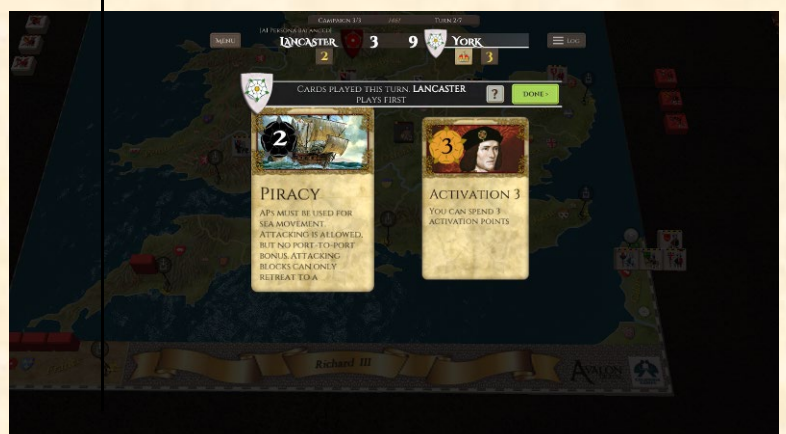 CAMPAIGN 1/3 TURN 2/7
MENU LANCASTER 3 9 YORK LOG
2 3
CARDS PLAYED THIS TURN. LANCASTER
PLAYS FIRST
? DONE >
2
PIRACY
APS MUST BE USED FOR
SEA MOVEMENT.
ATTACKING IS ALLOWED,
BUT NO PORT-TO-PORT
BONUS. ATTACKING
BLOCKS CAN ONLY
RETREAT TO A
3
ACTIVATION 3
YOU CAN SPEND 3
ACTIVATION POINTS
Richard III
AVALON